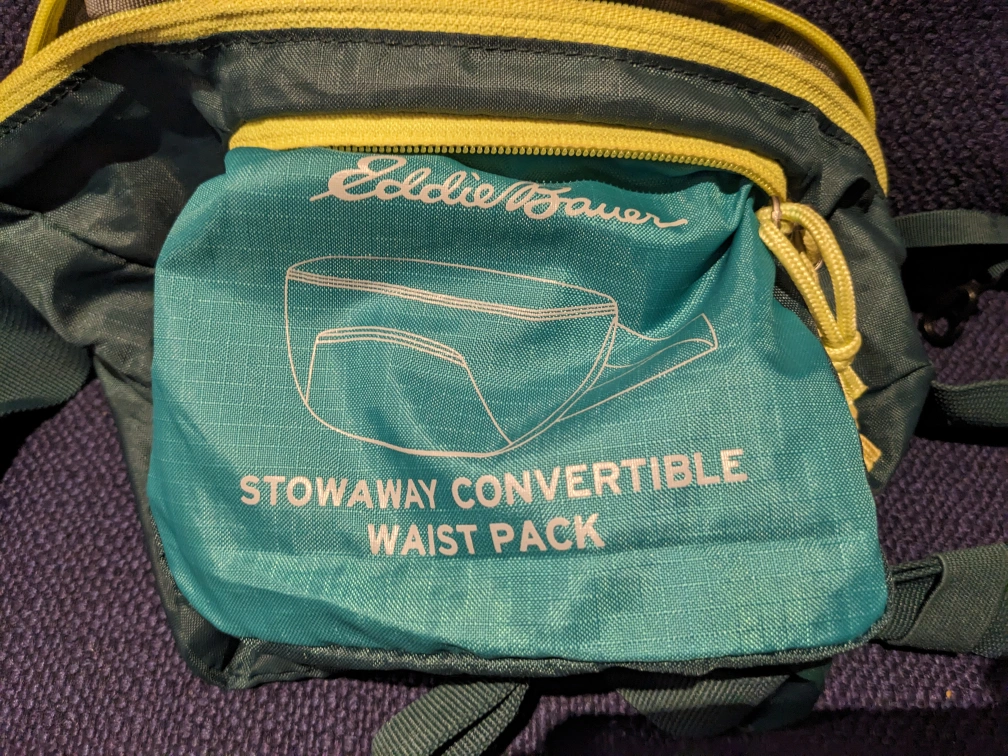 Eddie Bauer
STOWAWAY CONVERTIBLE
WAIST PACK